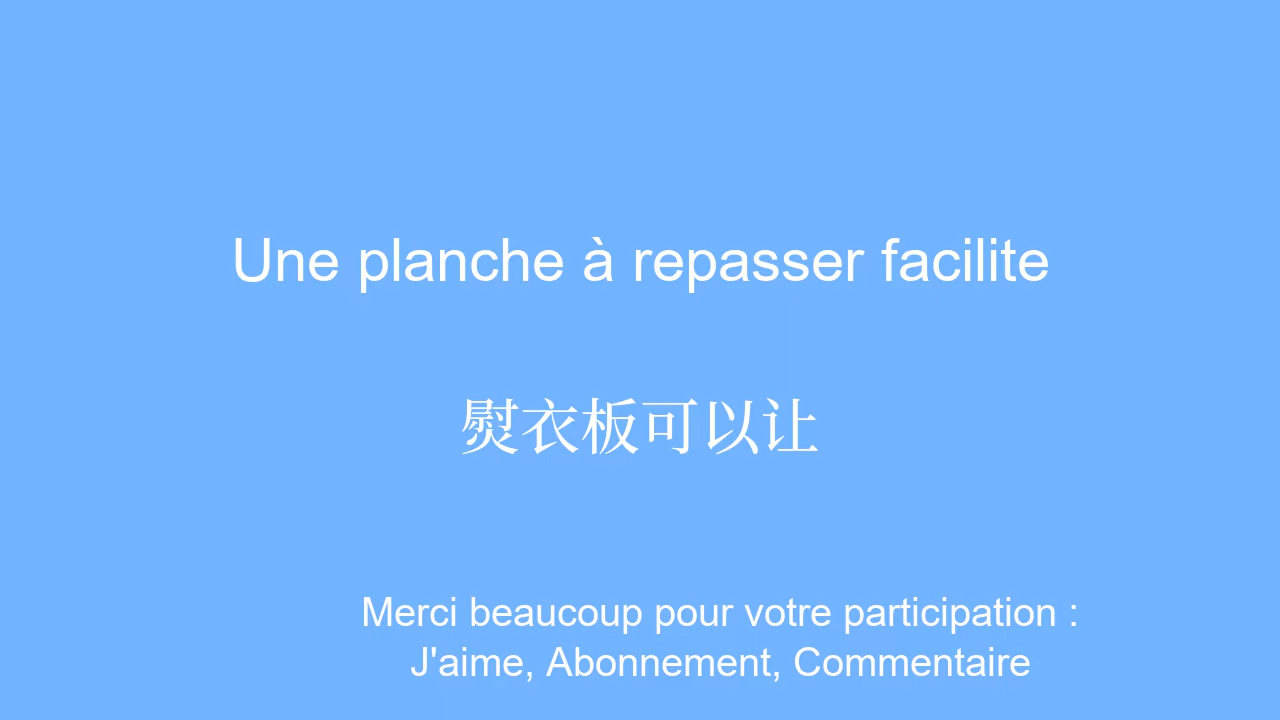 Une planche à repasser facilite
熨衣板可以让
Merci beaucoup pour votre participation :
J'aime, Abonnement, Commentaire